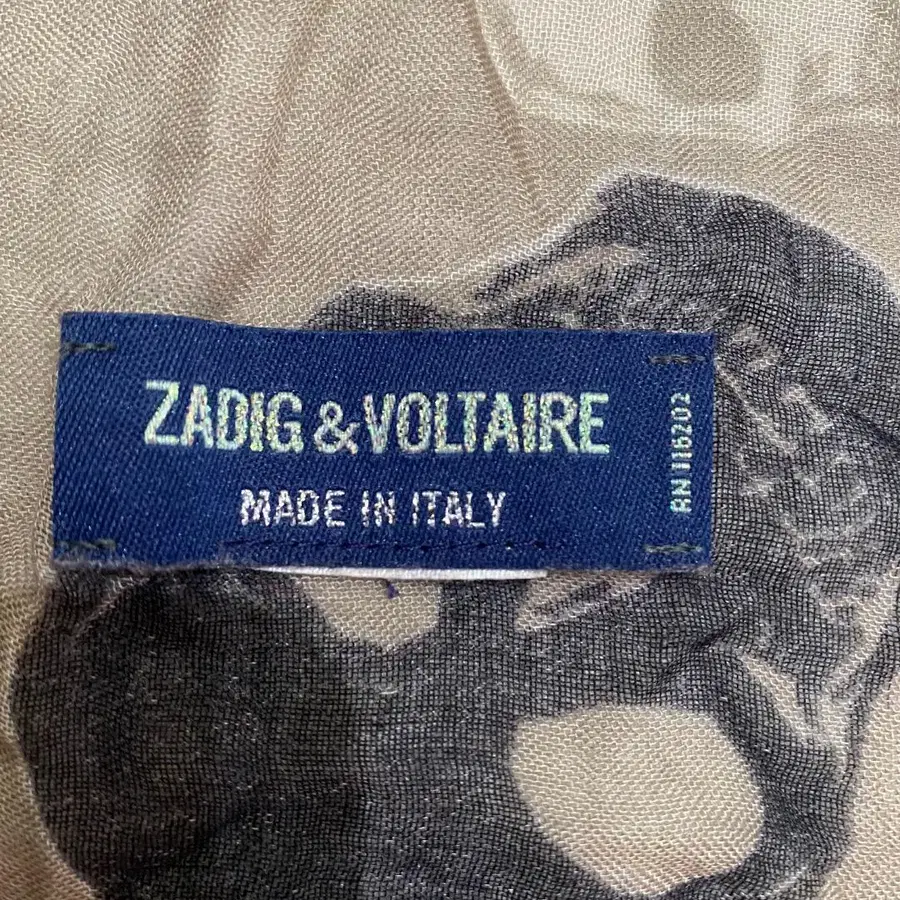 ZADIG & VOLTAIRE
MADE IN ITALY
RN 116202